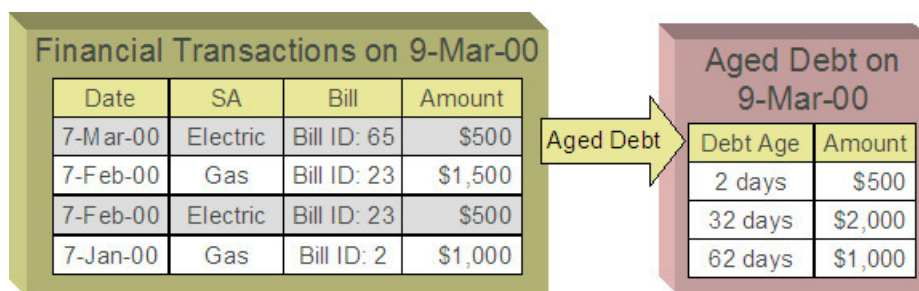 Financial Transactions on 9-Mar-00
Date SA Bill Amount
7-Mar-00 Electric Bill ID: 65 $500
7-Feb-00 Gas Bill ID: 23 $1,500
7-Feb-00 Electric Bill ID: 23 $500
7-Jan-00 Gas Bill ID: 2 $1,000
Aged Debt
Aged Debt on
9-Mar-00
Debt Age Amount
2 days $500
32 days $2,000
62 days $1,000